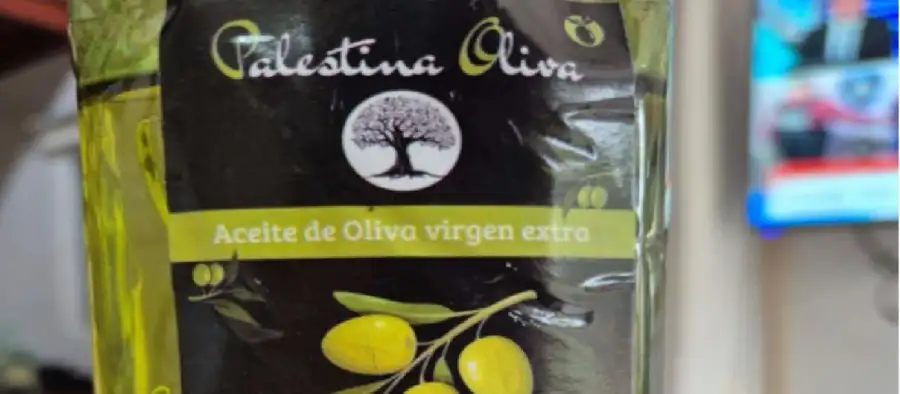 Palestina Oliva
Aceite de Oliva virgen extra